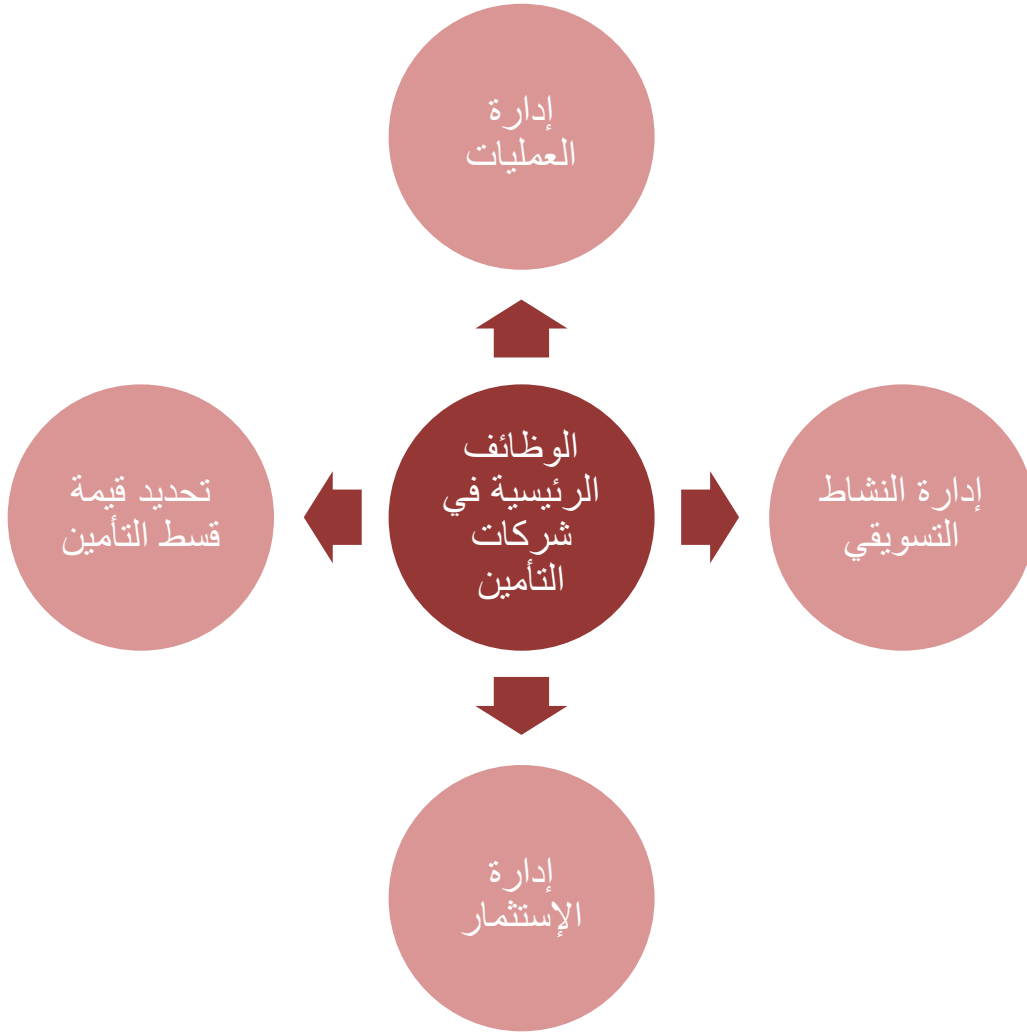 إدارة
العمليات
الوظائف
الرئيسية في
شركات
التأمين
إدارة النشاط
التسويقي
تحديد قيمة
قسط التأمين
إدارة
الإستثمار